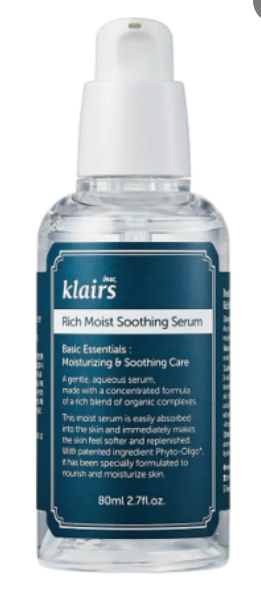 dear,
klairs
Rich Moist Soothing Serum
Basic Essentials :
Moisturizing & Soothing Care
A gentle, aqueous serum,
made with a concentrated formula
of a rich blend of organic complexes.
This moist serum is easily absorbed
into the skin and immediately makes
the skin feel softer and replenished.
With patented ingredient Phyto-Oligo*,
it has been specially formulated to
nourish and moisturize skin.
80ml 2.7fl.oz.